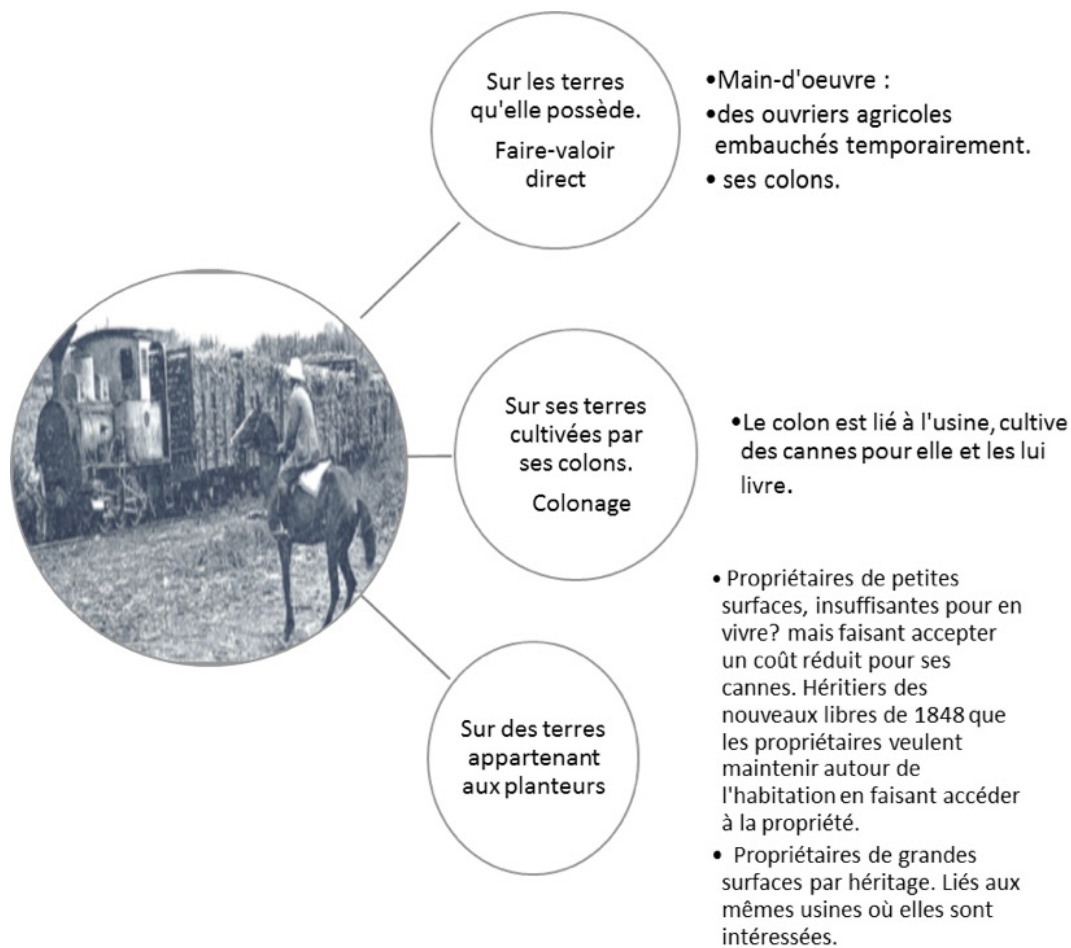 Sur les terres
qu'elle possède.
Faire-valoir
direct
•Main-d'oeuvre :
•des ouvriers agricoles
embauchés temporairement.
• ses colons.
Sur ses terres
cultivées par
ses colons.
Colonage
•Le colon est lié à l'usine, cultive
des cannes pour elle et les lui
livre.
Sur des terres
appartenant
aux planteurs
• Propriétaires de petites
surfaces, insuffisantes pour en
vivre? mais faisant accepter
un coût réduit pour ses
cannes. Héritiers des
nouveaux libres de 1848 que
les propriétaires veulent
maintenir autour de
l'habitation en faisant accéder
à la propriété.
• Propriétaires de grandes
surfaces par héritage. Liés aux
mêmes usines où elles sont
intéressées.